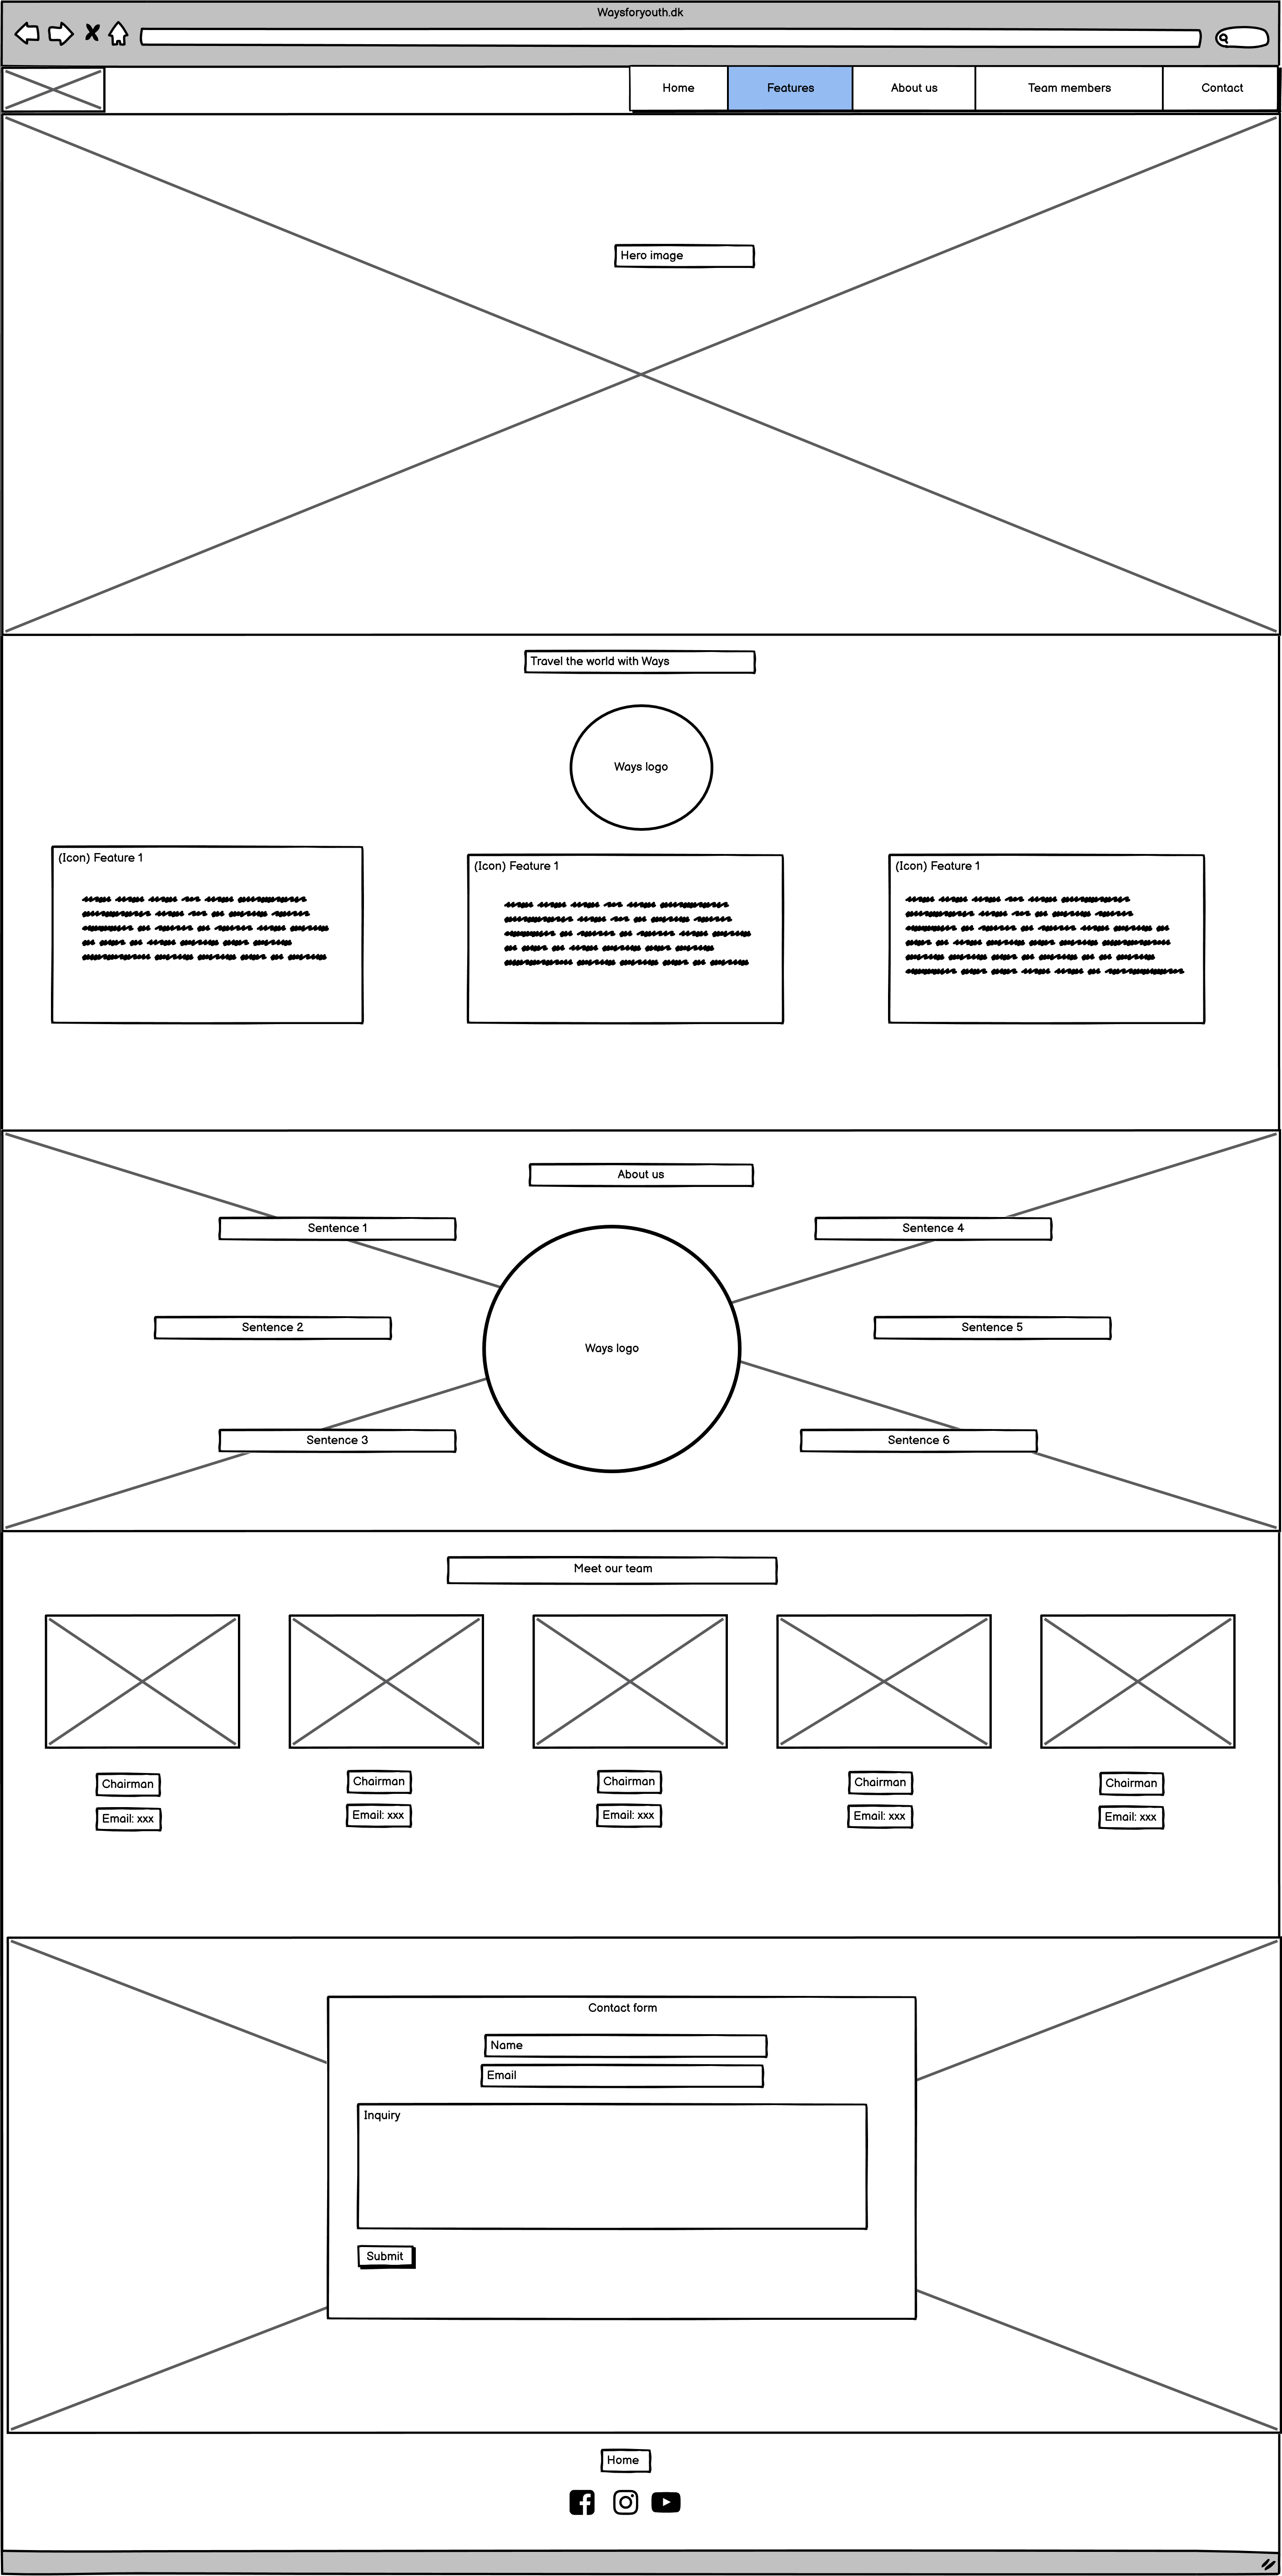 Waysforyouth.dk
Home
Features
About us
Team members
Contact
Hero image
Travel the world with Ways
Ways logo
(Icon) Feature 1
(Icon) Feature 1
(Icon) Feature 1
About us
Sentence 1
Sentence 4
Sentence 2
Sentence 5
Ways logo
Sentence 3
Sentence 6
Meet our team
Chairman
Chairman
Chairman
Chairman
Chairman
Email: xxx
Email: xxx
Email: xxx
Email: xxx
Email: xxx
Contact form
Name
Email
Inquiry
Submit
Home